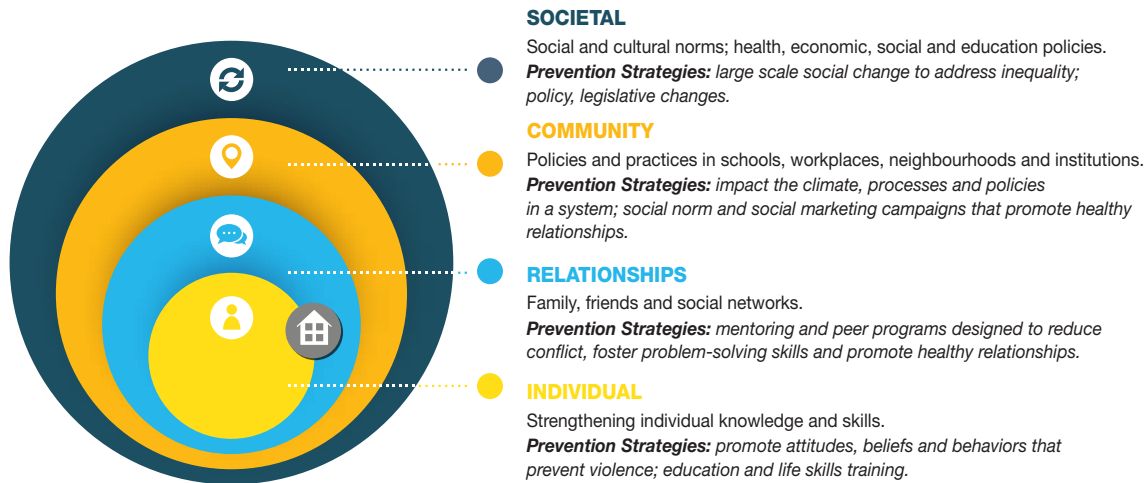 SOCIETAL
Social and cultural norms; health, economic, social and education policies.
Prevention Strategies: large scale social change to address inequality;
policy, legislative changes.
COMMUNITY
Policies and practices in schools, workplaces, neighbourhoods and institutions.
Prevention Strategies: impact the climate, processes and policies
in a system; social norm and social marketing campaigns that promote healthy
relationships.
RELATIONSHIPS
Family, friends and social networks.
Prevention Strategies: mentoring and peer programs designed to reduce
conflict, foster problem-solving skills and promote healthy relationships.
INDIVIDUAL
Strengthening individual knowledge and skills.
Prevention Strategies: promote attitudes, beliefs and behaviors that
prevent violence; education and life skills training.